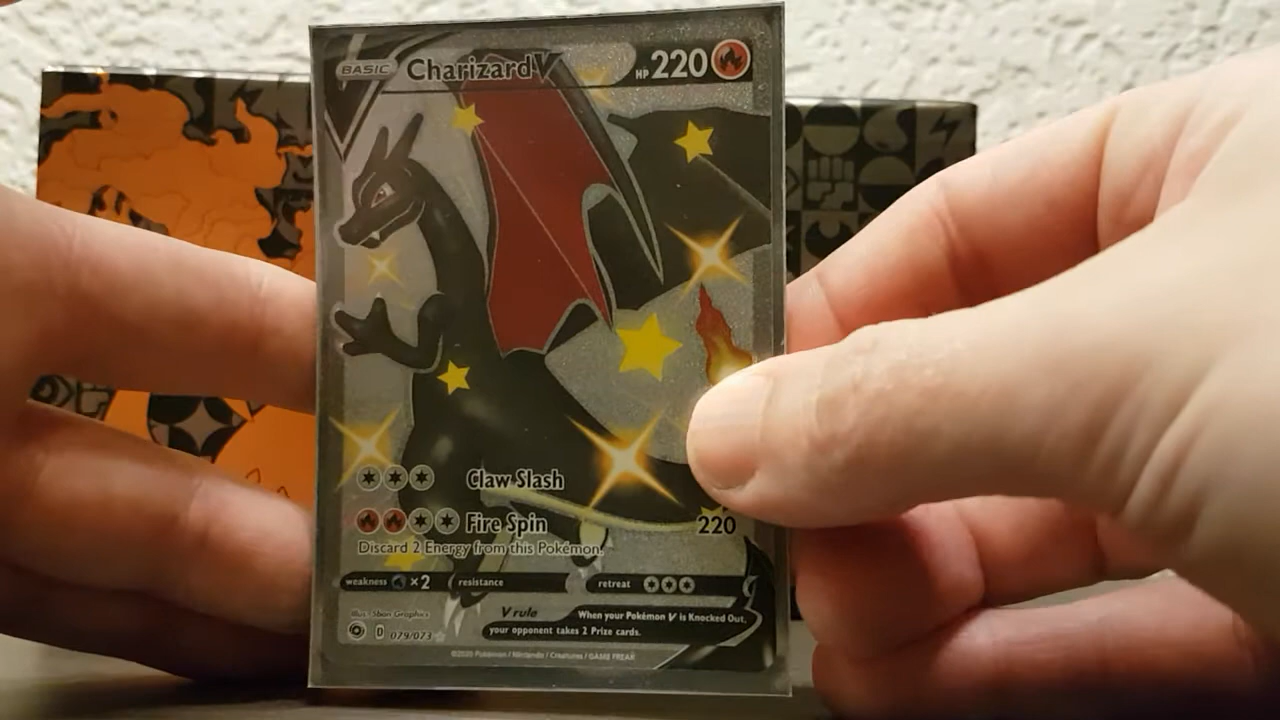 BASIC Charizard V HP 220
Claw Slash
Fire Spin 220
Discard 2 Energy from this Pokémon.
weakness ×2 resistance retreat
Illus. 5ban Graphics
V rule When your Pokémon V is Knocked Out,
your opponent takes 2 Prize cards.
D 079/073
©2020 Pokémon / Nintendo / Creatures / GAME FREAK